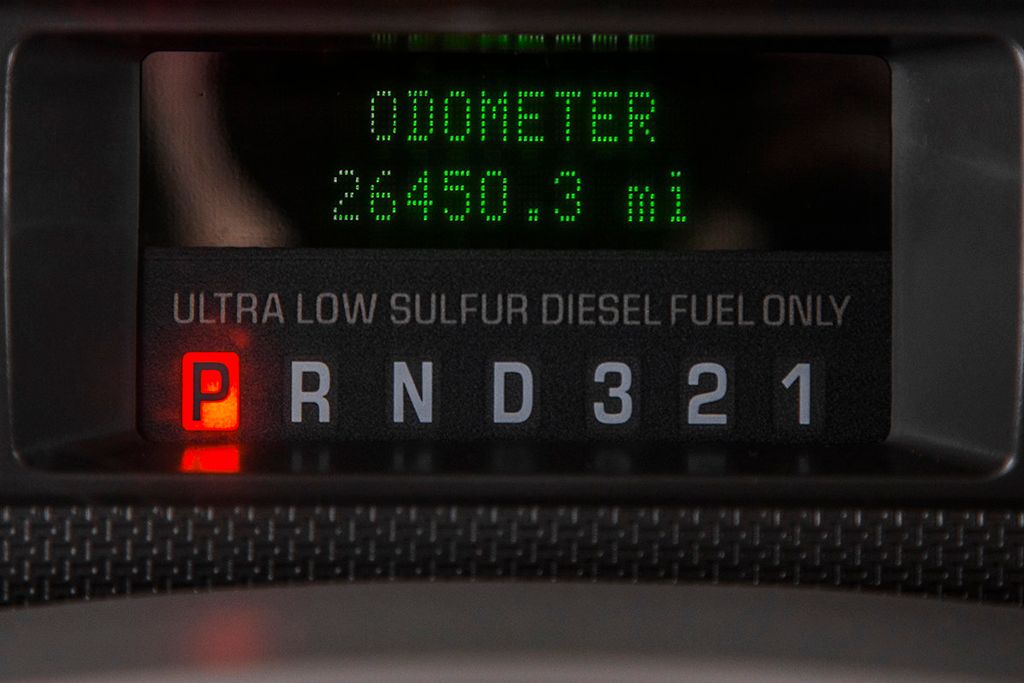 ODOMETER
26450.3 mi
ULTRA LOW SULFUR DIESEL FUEL ONLY
P R N D 3 2 1